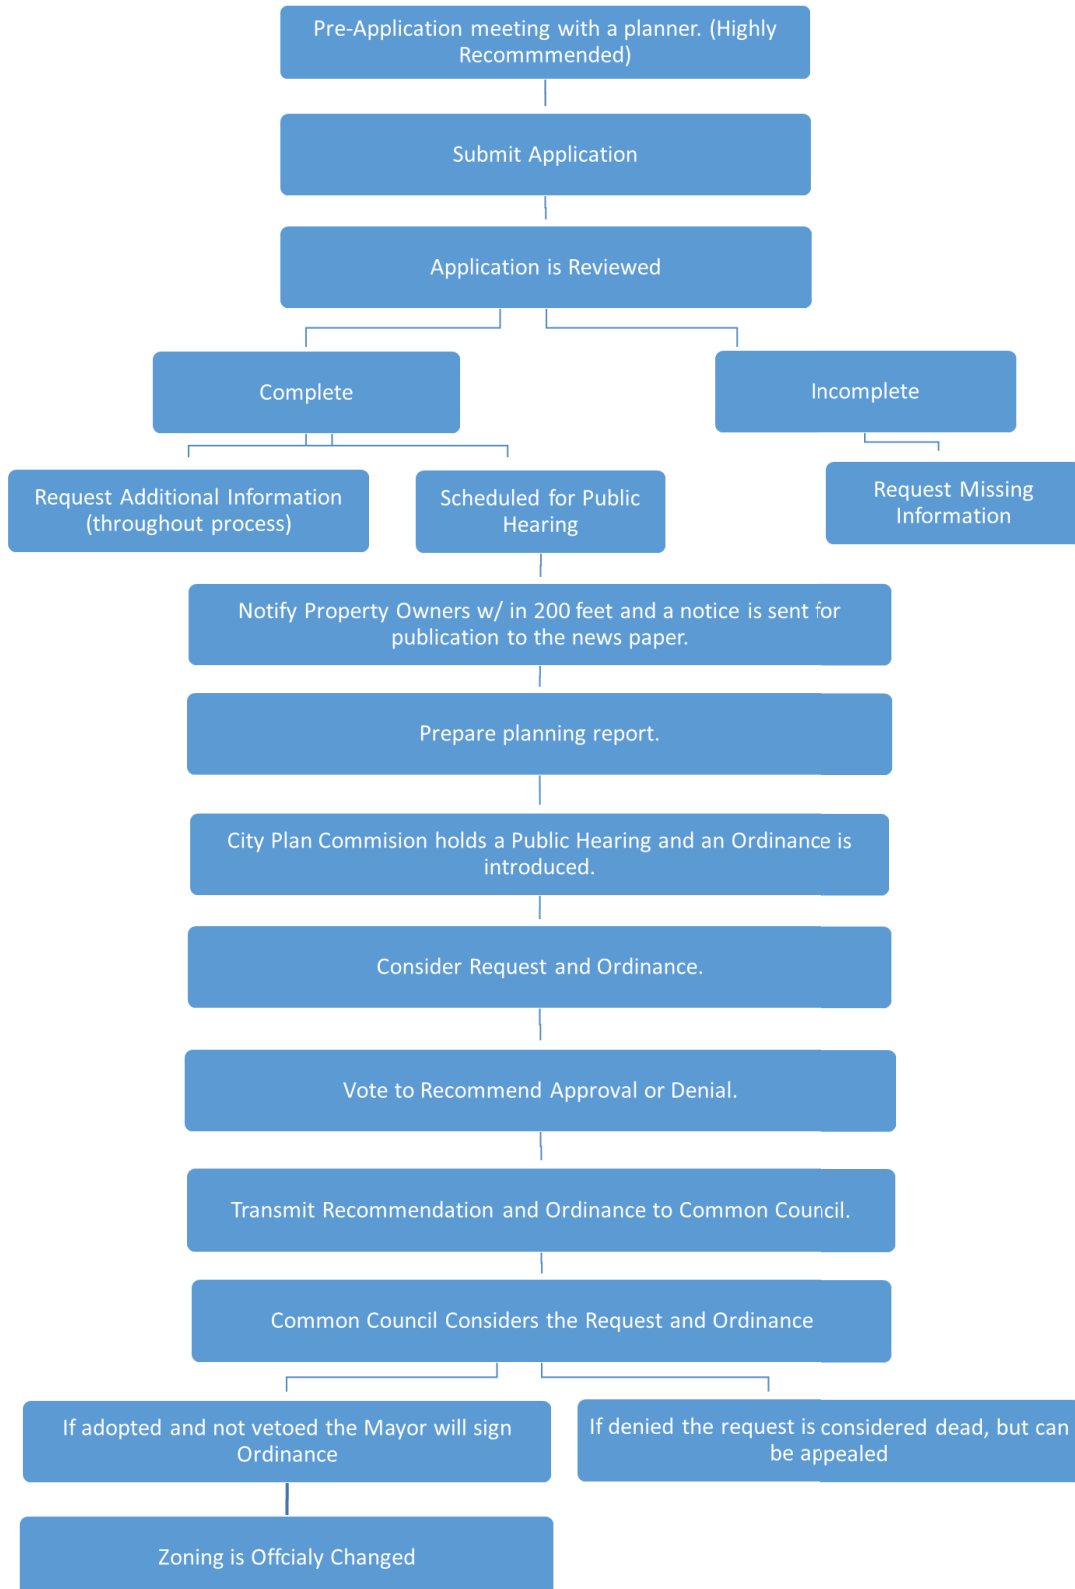 Pre-Application meeting with a planner. (Highly
Recommmended)
Submit Application
Application is Reviewed
Complete
Incomplete
Request Additional Information
(throughout process)
Scheduled for Public
Hearing
Request Missing
Information
Notify Property Owners w/ in 200 feet and a notice is sent for
publication to the news paper.
Prepare planning report.
City Plan Commision holds a Public Hearing and an Ordinance is
introduced.
Consider Request and Ordinance.
Vote to Recommend Approval or Denial.
Transmit Recommendation and Ordinance to Common Council.
Common Council Considers the Request and Ordinance
If adopted and not vetoed the Mayor will sign
Ordinance
If denied the request is considered dead, but can
be appealed
Zoning is Offcialy Changed